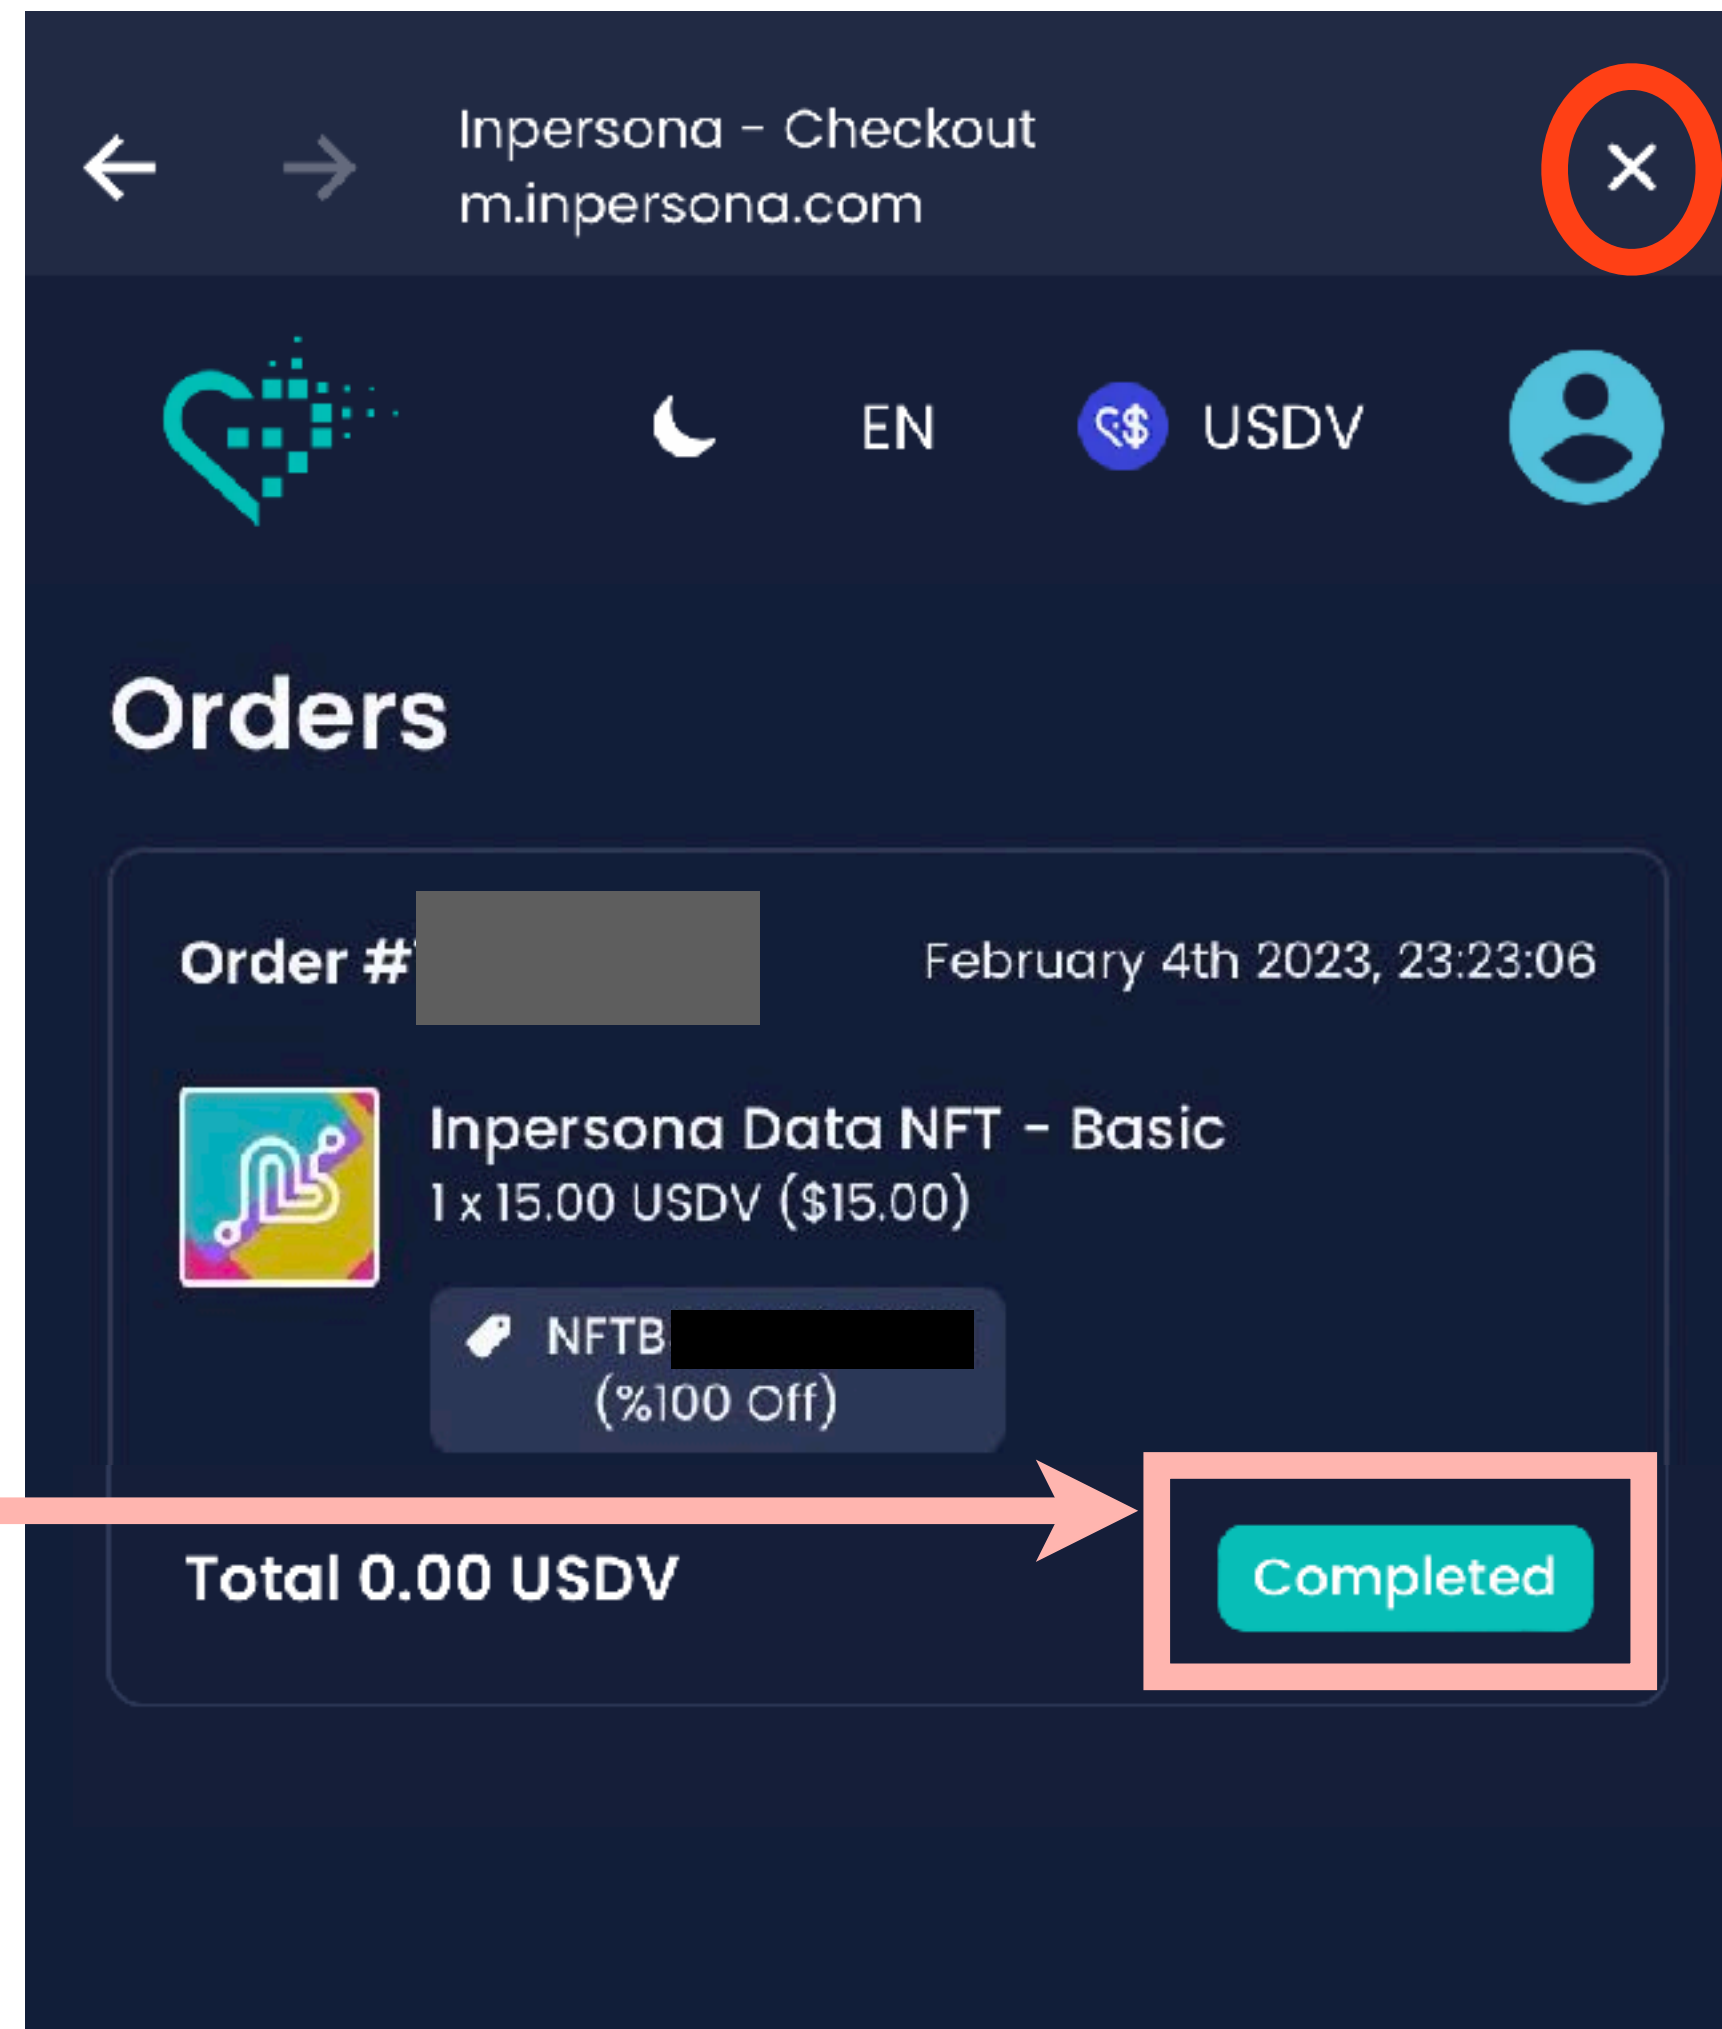 Inpersona - Checkout
m.inpersona.com
EN
USDV
Orders
Order #
February 4th 2023, 23:23:06
Inpersona Data NFT - Basic
1 x 15.00 USDV ($15.00)
NFTB
(%100 Off)
Total 0.00 USDV
Completed